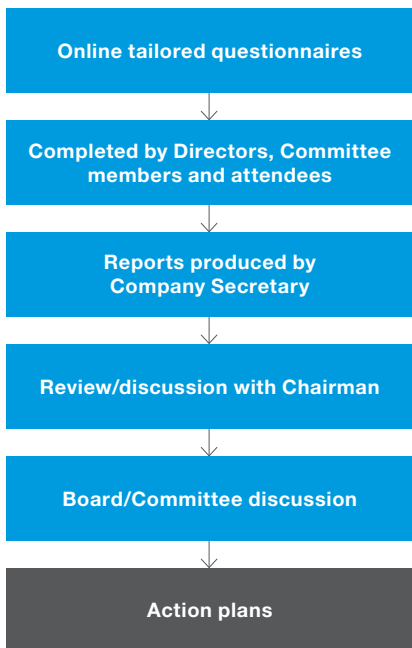 Online tailored questionnaires
Completed by Directors, Committee
members and attendees
Reports produced by
Company Secretary
Review/discussion with Chairman
Board/Committee discussion
Action plans